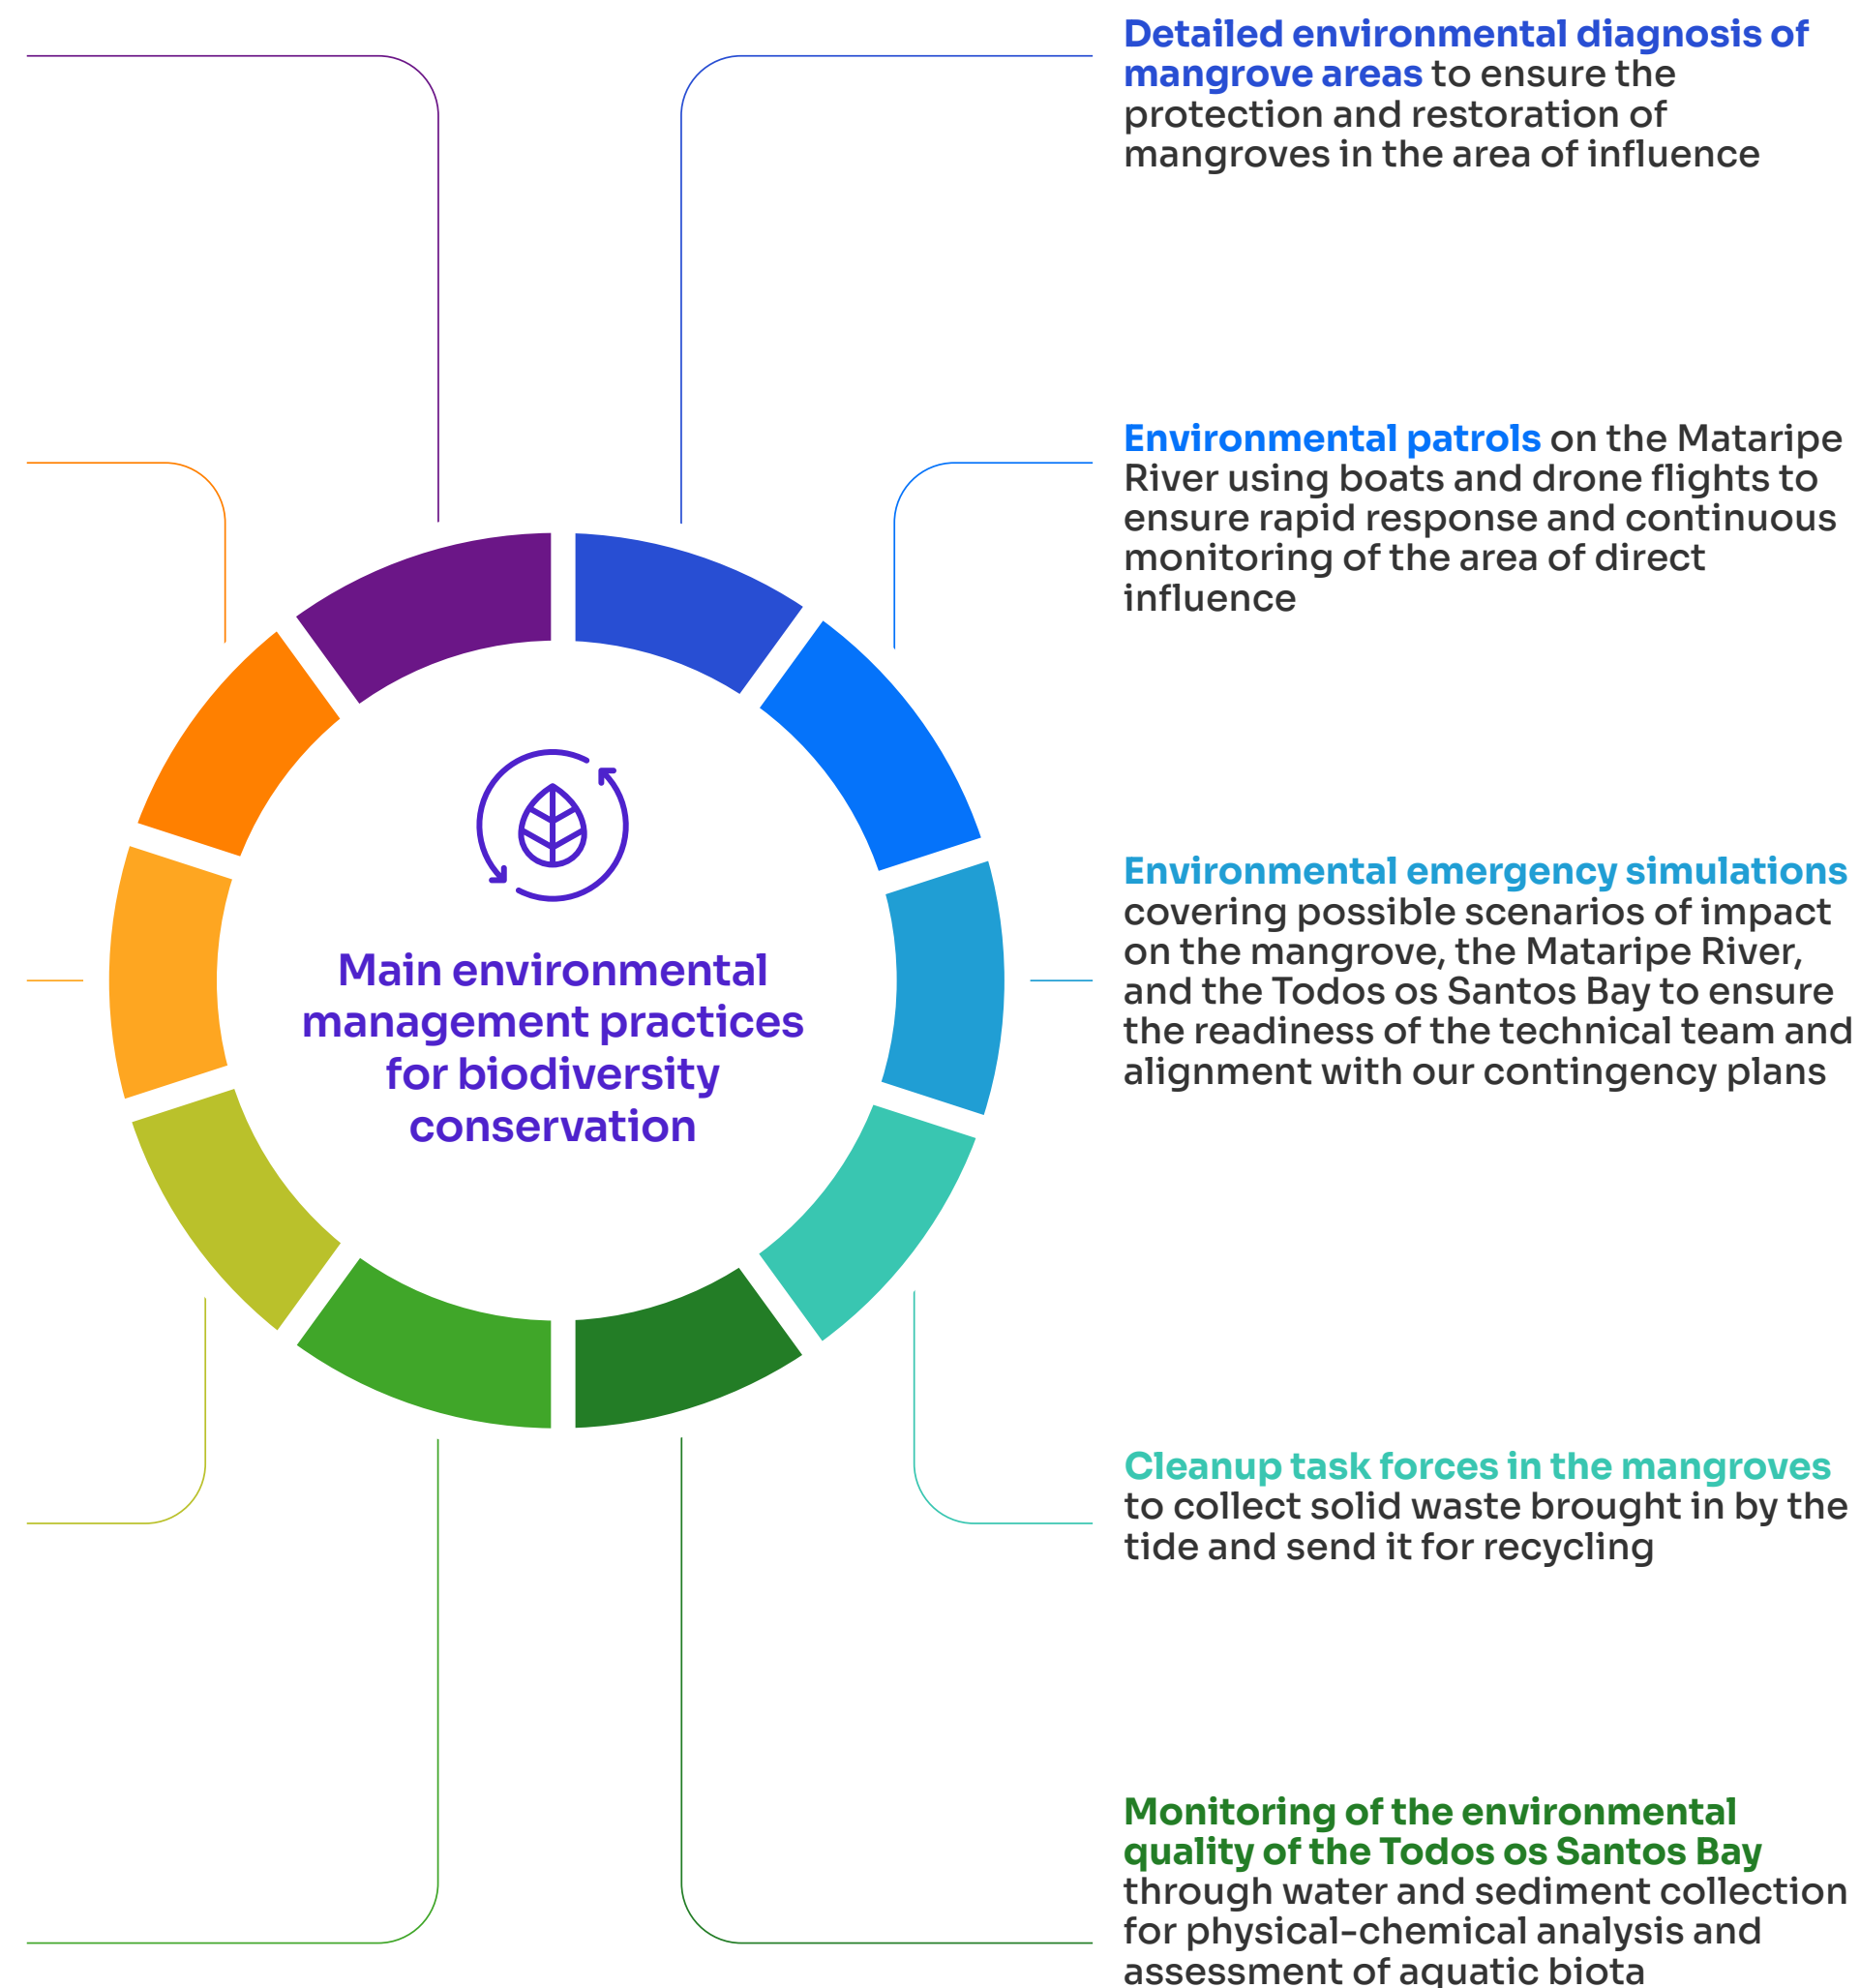 Detailed environmental diagnosis of
mangrove areas to ensure the
protection and restoration of
mangroves in the area of influence
Environmental patrols on the Mataripe
River using boats and drone flights to
ensure rapid response and continuous
monitoring of the area of direct
influence
Main environmental
management practices
for biodiversity
conservation
Environmental emergency simulations
covering possible scenarios of impact
on the mangrove, the Mataripe River,
and the Todos os Santos Bay to ensure
the readiness of the technical team and
alignment with our contingency plans
Cleanup task forces in the mangroves
to collect solid waste brought in by the
tide and send it for recycling
Monitoring of the environmental
quality of the Todos os Santos Bay
through water and sediment collection
for physical-chemical analysis and
assessment of aquatic biota